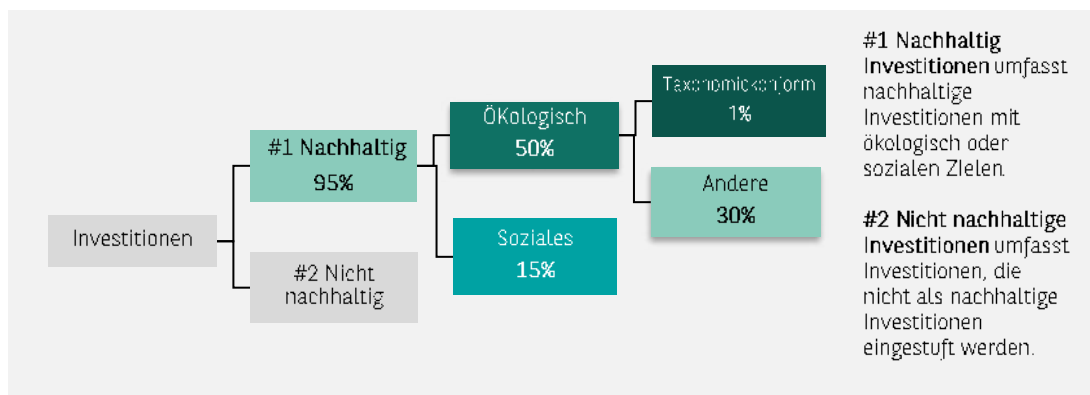 Investitionen
#1 Nachhaltig
95%
#2 Nicht
nachhaltig
ÖKologisch
50%
Soziales
15%
Taxonomiekonjorm
1%
Andere
30%
#1 Nachhaltig
Investitionen umfasst
nachhaltige
Investitionen mit
ökologisch oder
sozialen ZIelen
#2 Nicht nachhaltige
Investitionen umfasst
Investitionen, die
nicht als nachhaltige
Investitionen
eingestuft werden.